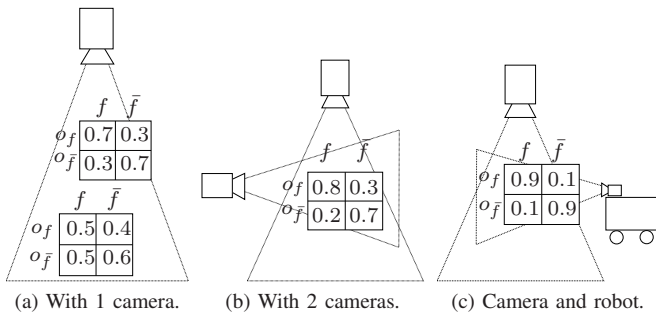 f f̄
o_f 0.7 0.3
o_f̄ 0.3 0.7
f f̄
o_f 0.5 0.4
o_f̄ 0.5 0.6
(a) With 1 camera.
f f̄
o_f 0.8 0.3
o_f̄ 0.2 0.7
(b) With 2 cameras.
f f̄
o_f 0.9 0.1
o_f̄ 0.1 0.9
(c) Camera and robot.